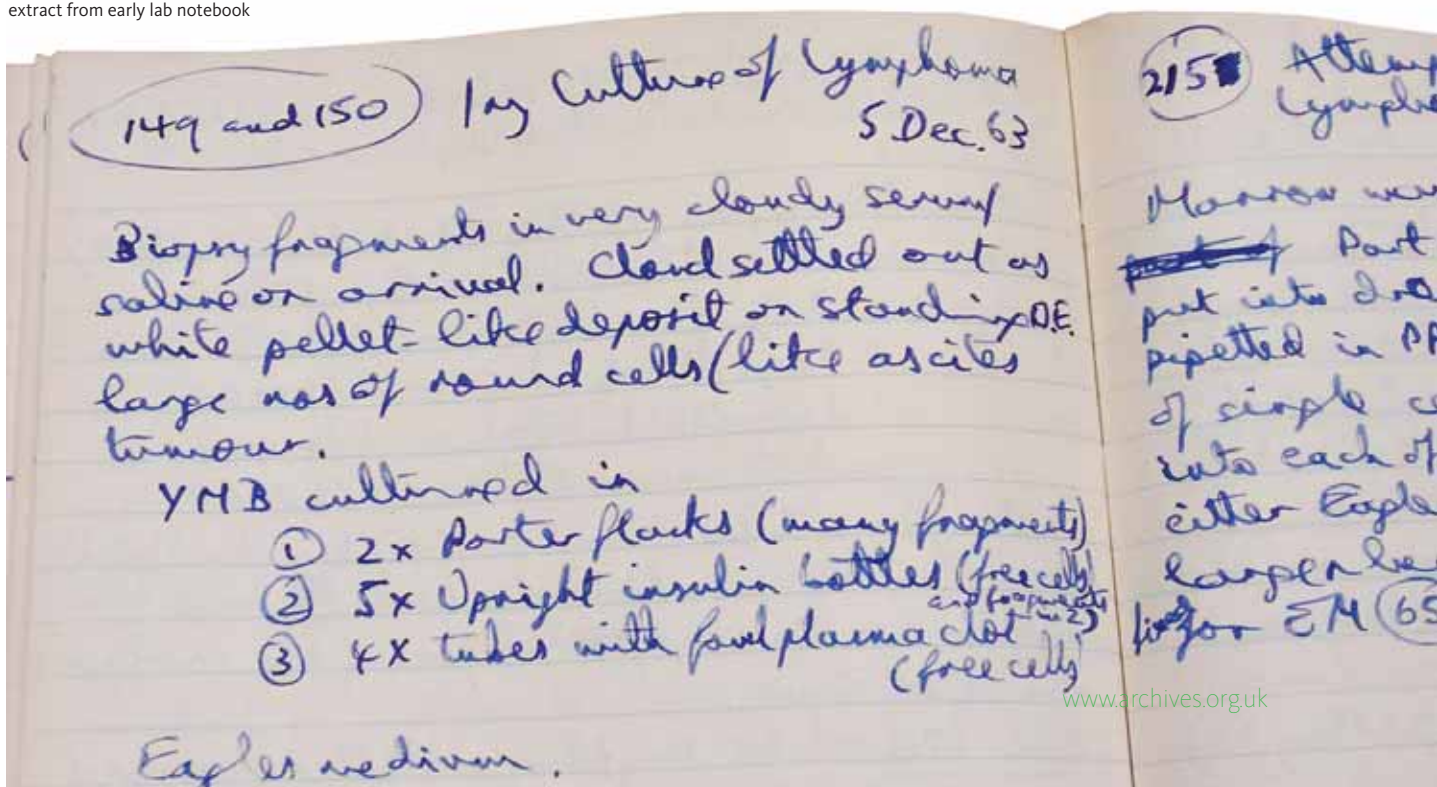 extract from early lab notebook
149 and 150) Iry Culture of Lymphoma
5 Dec. 63
Biopsy fragments in very cloudy serum/
saline on arrival. Cloud settled out as
white pellet-like deposit on standing. D.E.
large nos of round cells (like ascites
tumour.
YMB cultured in
① 2x Porter flasks (many fragments)
② 5x Upright insulin bottles (free cells
and fragments
in 2)
③ 4x tubes with fowl plasma clot
(free cells)
Eagles medium.
215 Attemp
Lympho
Marrow
Part
put into
pipetted in
of single c
into each of
either Eagle
larger
for EM 65
www.archives.org.uk